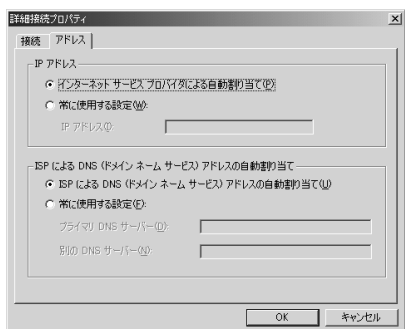 詳細接続プロパティ
接続 アドレス
IP アドレス
インターネット サービス プロバイダによる自動割り当て(P)
常に使用する設定(W):
IP アドレス(I):
ISP による DNS (ドメイン ネーム サービス) アドレスの自動割り当て
ISP による DNS (ドメイン ネーム サービス) アドレスの自動割り当て(U)
常に使用する設定(F):
プライマリ DNS サーバー(D):
別の DNS サーバー(N):
OK キャンセル